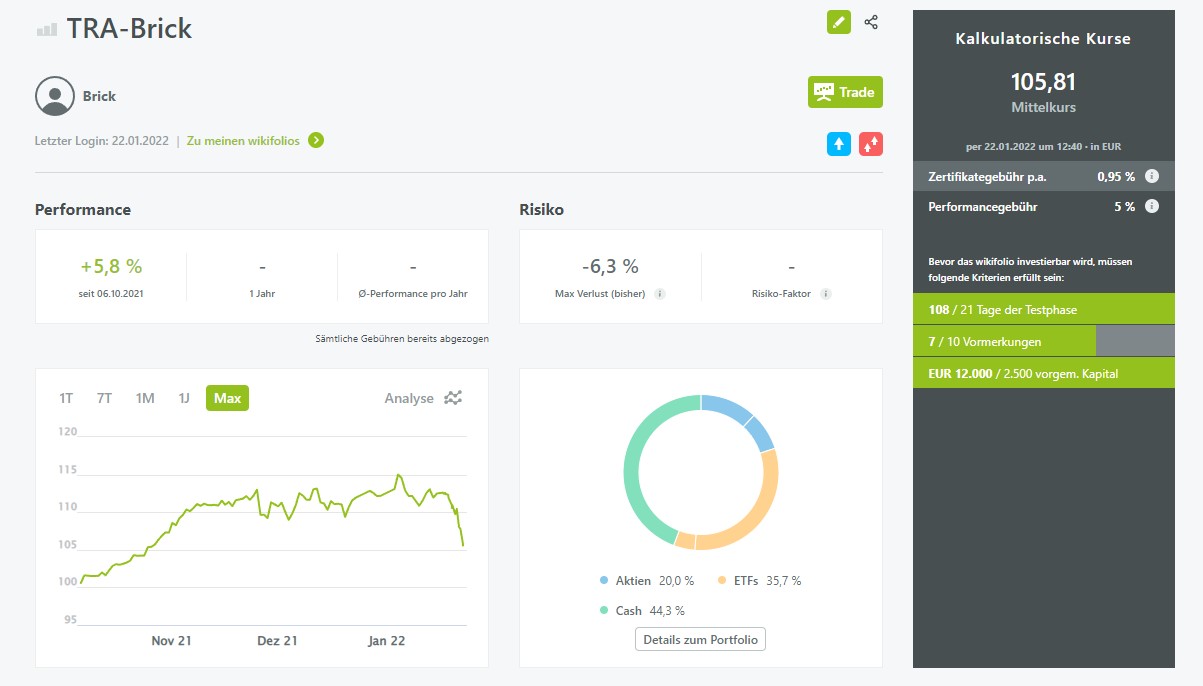 TRA-Brick
Brick
Trade
Letzter Login: 22.01.2022 | Zu meinen wikifolios
Performance
+5,8 %
seit 06.10.2021
-
1 Jahr
-
Ø-Performance pro Jahr
Sämtliche Gebühren bereits abgezogen
Risiko
-6,3 %
Max Verlust (bisher) i
-
Risiko-Faktor i
1T 7T 1M 1J Max Analyse
120
115
110
105
100
95
Nov 21 Dez 21 Jan 22
Aktien 20,0 % ETFs 35,7 %
Cash 44,3 %
Details zum Portfolio
Kalkulatorische Kurse
105,81
Mittelkurs
per 22.01.2022 um 12:40 - in EUR
Zertifikategebühr p.a. 0,95 % i
Performancegebühr 5 % i
Bevor das wikifolio investierbar wird, müssen
folgende Kriterien erfüllt sein:
108 / 21 Tage der Testphase
7 / 10 Vormerkungen
EUR 12.000 / 2.500 vorgem. Kapital